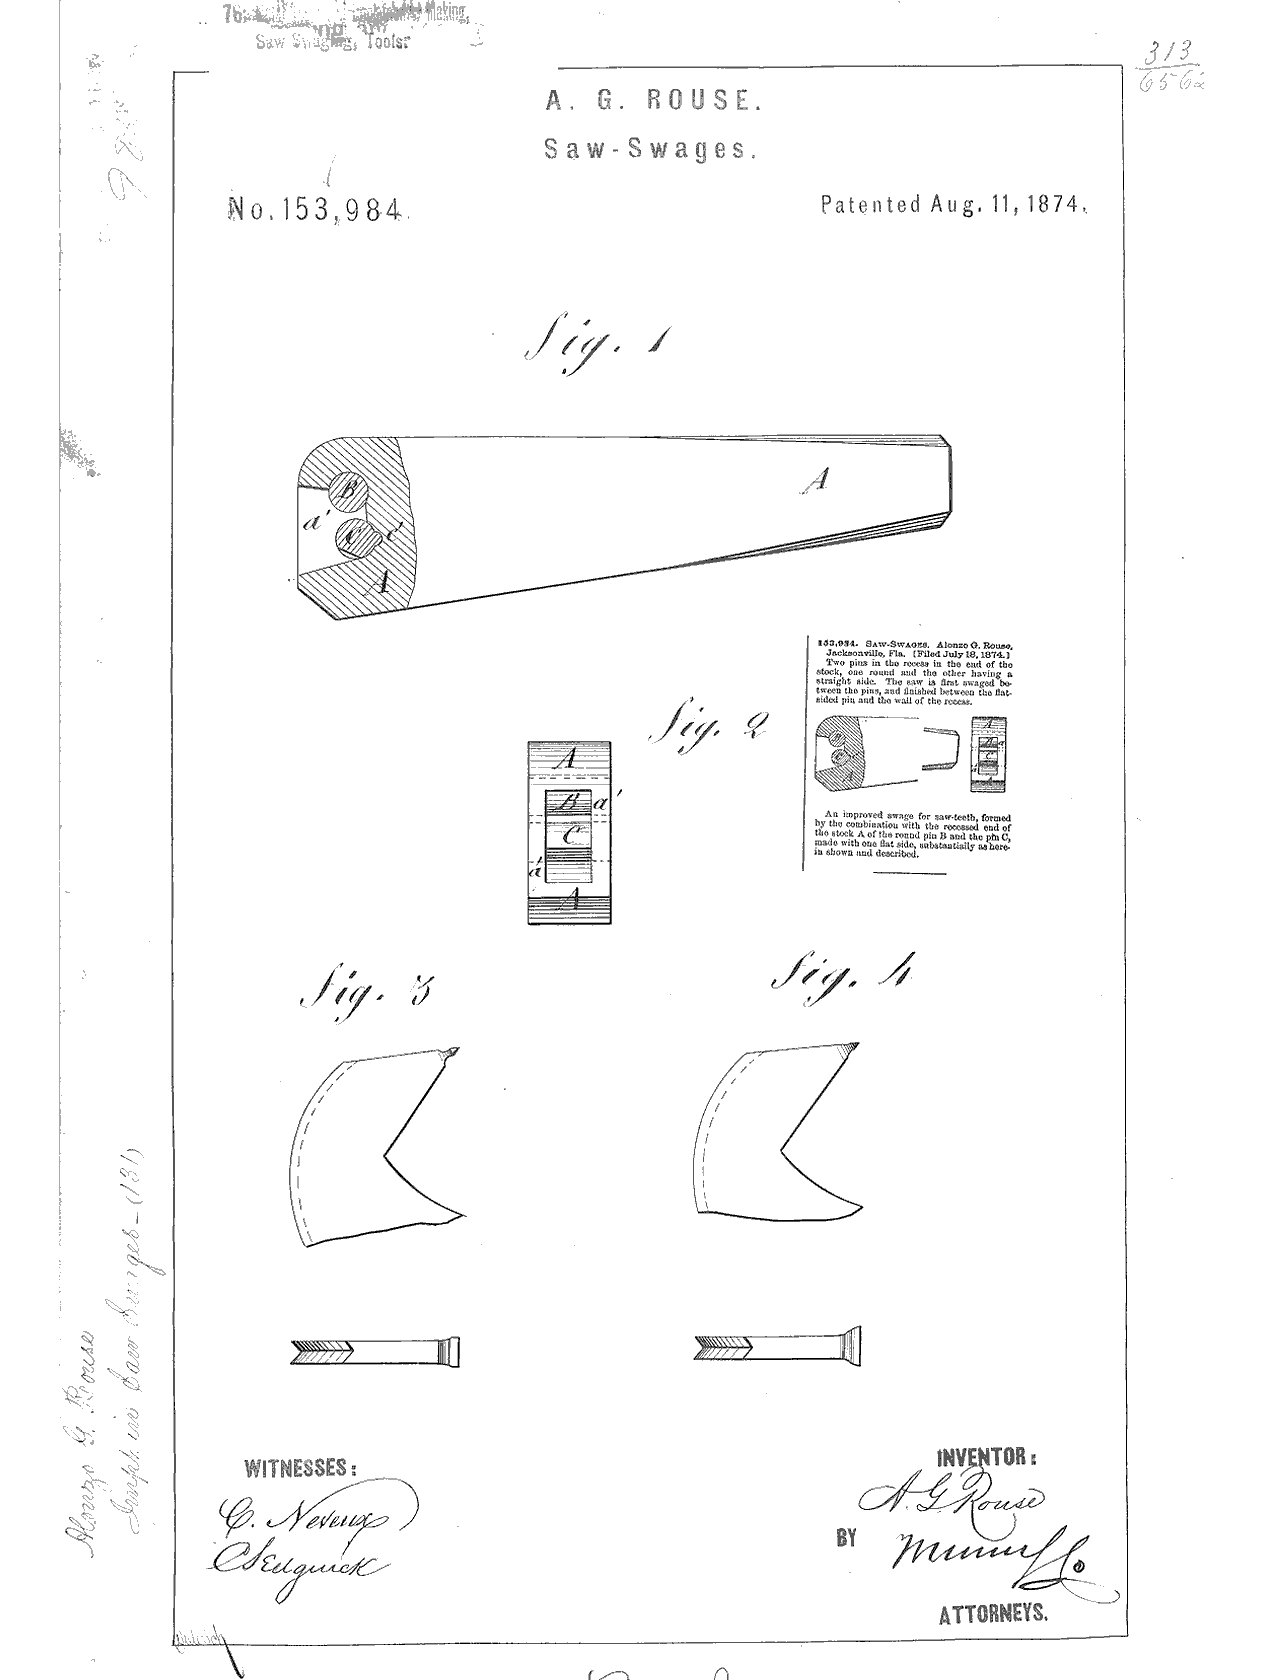 Making,
Saw Swaging, Tools
313
6562
A. G. ROUSE.
Saw-Swages.
No. 153,984.
Patented Aug. 11, 1874.
Fig. 1
A
B
a'
C c'
A
153,984. SAW-SWAGES. Alonzo G. Rouse,
Jacksonville, Fla. [Filed July 18, 1874.]
Two pins in the recess in the end of the
stock, one round and the other having a
straight side. The saw is first swaged be-
tween the pins, and finished between the flat-
sided pin and the wall of the recess.
Fig. 2
A
B a'
C
a'
A
A
B a'
C
a'
A
An improved swage for saw-teeth, formed
by the combination with the recessed end of
the stock A of the round pin B and the pin C,
made with one flat side, substantially as here-
in shown and described.
Fig. 3
Fig. 4
Alonzo G. Rouse
Impt. in Saw Swages - (131)
WITNESSES:
C. Neveux
C Sedgwick
INVENTOR:
A. G. Rouse
BY Munn & Co
ATTORNEYS.